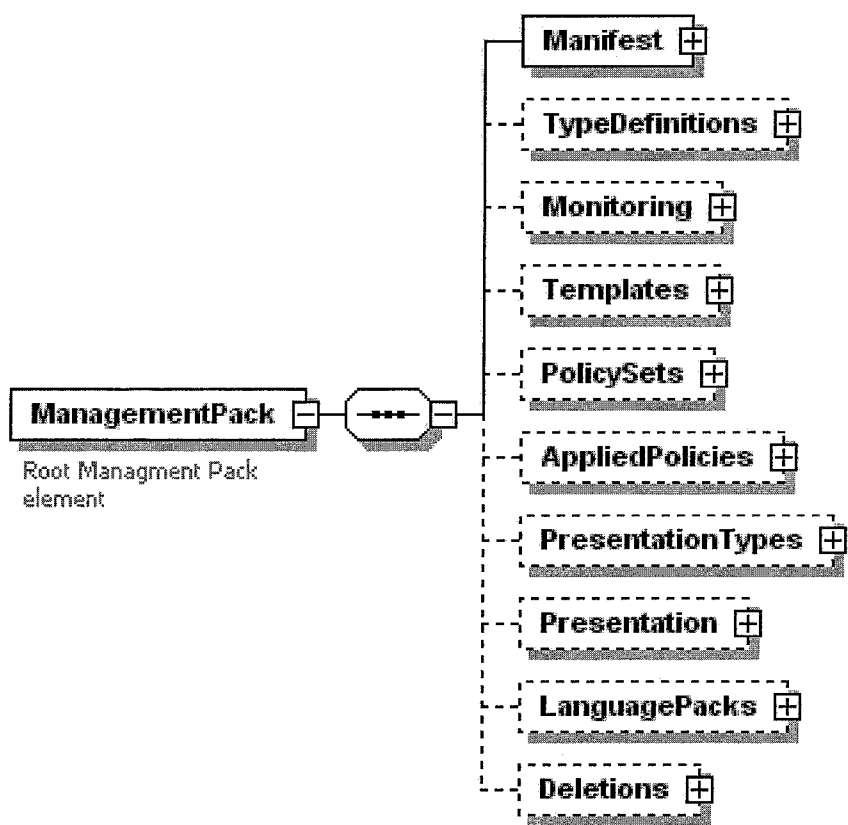 Manifest
TypeDefinitions
Monitoring
Templates
PolicySets
ManagementPack
Root Managment Pack
element
AppliedPolicies
PresentationTypes
Presentation
LanguagePacks
Deletions